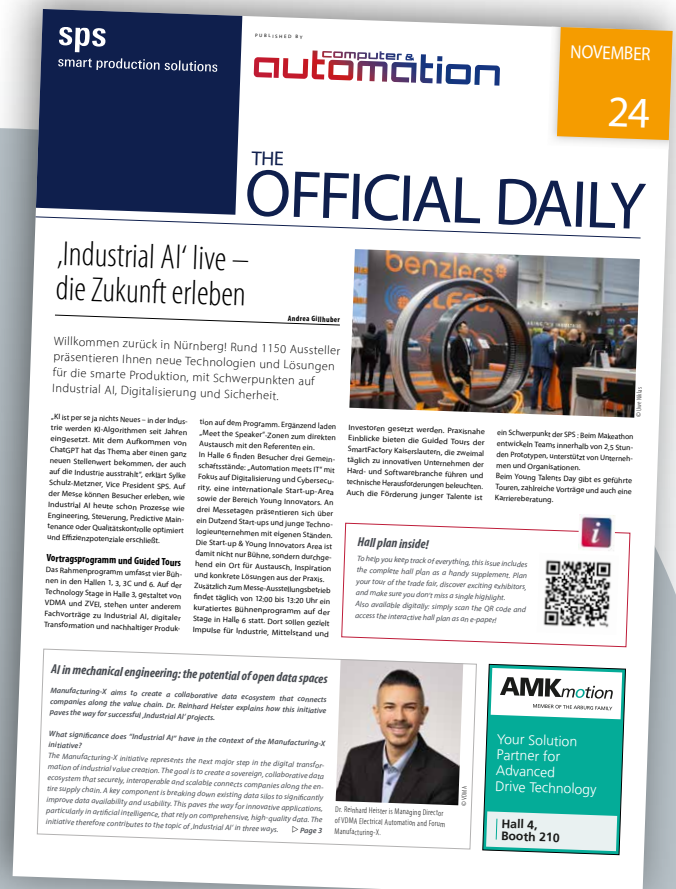 sps
smart production solutions
PUBLISHED BY
computer &
automation
NOVEMBER
24
THE
OFFICIAL DAILY
‚Industrial AI‘ live –
die Zukunft erleben
Andrea Gillhuber
Willkommen zurück in Nürnberg! Rund 1150 Aussteller
präsentieren Ihnen neue Technologien und Lösungen
für die smarte Produktion, mit Schwerpunkten auf
Industrial AI, Digitalisierung und Sicherheit.
benzlers
© Uwe Niklas
„KI ist per se ja nichts Neues – in der Indus-
trie werden KI-Algorithmen seit Jahren
eingesetzt. Mit dem Aufkommen von
ChatGPT hat das Thema aber einen ganz
neuen Stellenwert bekommen, der auch
auf die Industrie ausstrahlt“, erklärt Sylke
Schulz-Metzner, Vice President SPS. Auf
der Messe können Besucher erleben, wie
Industrial AI heute schon Prozesse wie
Engineering, Steuerung, Predictive Main-
tenance oder Qualitätskontrolle optimiert
und Effizienzpotenziale erschließt.
Vortragsprogramm und Guided Tours
Das Rahmenprogramm umfasst vier Büh-
nen in den Hallen 1, 3, 3C und 6. Auf der
Technology Stage in Halle 3, gestaltet von
VDMA und ZVEI, stehen unter anderem
Fachvorträge zu Industrial AI, digitaler
Transformation und nachhaltiger Produk-
tion auf dem Programm. Ergänzend laden
„Meet the Speaker“-Zonen zum direkten
Austausch mit den Referenten ein.
In Halle 6 finden Besucher drei Gemein-
schaftsstände: „Automation meets IT“ mit
Fokus auf Digitalisierung und Cybersecu-
rity, eine internationale Start-up-Area
sowie der Bereich Young Innovators. An
drei Messetagen präsentieren sich über
ein Dutzend Start-ups und junge Techno-
logieunternehmen mit eigenen Ständen.
Die Start-up & Young Innovators Area ist
damit nicht nur Bühne, sondern durchge-
hend ein Ort für Austausch, Inspiration
und konkrete Lösungen aus der Praxis.
Zusätzlich zum Messe-Ausstellungsbetrieb
findet täglich von 12:00 bis 13:20 Uhr ein
kuratiertes Bühnenprogramm auf der
Stage in Halle 6 statt. Dort sollen gezielt
Impulse für Industrie, Mittelstand und
Investoren gesetzt werden. Praxisnahe
Einblicke bieten die Guided Tours der
SmartFactory Kaiserslautern, die zweimal
täglich zu innovativen Unternehmen der
Hard- und Softwarebranche führen und
technische Herausforderungen beleuchten.
Auch die Förderung junger Talente ist
ein Schwerpunkt der SPS : Beim Makeathon
entwickeln Teams innerhalb von 2,5 Stun-
den Prototypen, unterstützt von Unterneh-
men und Organisationen.
Beim Young Talents Day gibt es geführte
Touren, zahlreiche Vorträge und auch eine
Karriereberatung.
i
Hall plan inside!
To help you keep track of everything, this issue includes
the complete hall plan as a handy supplement. Plan
your tour of the trade fair, discover exciting exhibitors,
and make sure you don't miss a single highlight.
Also available digitally: simply scan the QR code and
access the interactive hall plan as an e-paper!
AI in mechanical engineering: the potential of open data spaces
Manufacturing-X aims to create a collaborative data ecosystem that connects
companies along the value chain. Dr. Reinhard Heister explains how this initiative
paves the way for successful ‚Industrial AI‘ projects.
What significance does “Industrial AI” have in the context of the Manufacturing-X
initiative?
The Manufacturing-X initiative represents the next major step in the digital transfor-
mation of industrial value creation. The goal is to create a sovereign, collaborative data
ecosystem that securely, interoperable and scalable connects companies along the en-
tire supply chain. A key component is breaking down existing data silos to significantly
improve data availability and usability. This paves the way for innovative applications,
particularly in artificial intelligence, that rely on comprehensive, high-quality data. The
initiative therefore contributes to the topic of ‚Industrial AI‘ in three ways. ▷ Page 3
© VDMA
Dr. Reinhard Heister is Managing Director
of VDMA Electrical Automation and Forum
Manufacturing-X.
AMKmotion
MEMBER OF THE ARBURG FAMILY
Your Solution
Partner for
Advanced
Drive Technology
Hall 4,
Booth 210